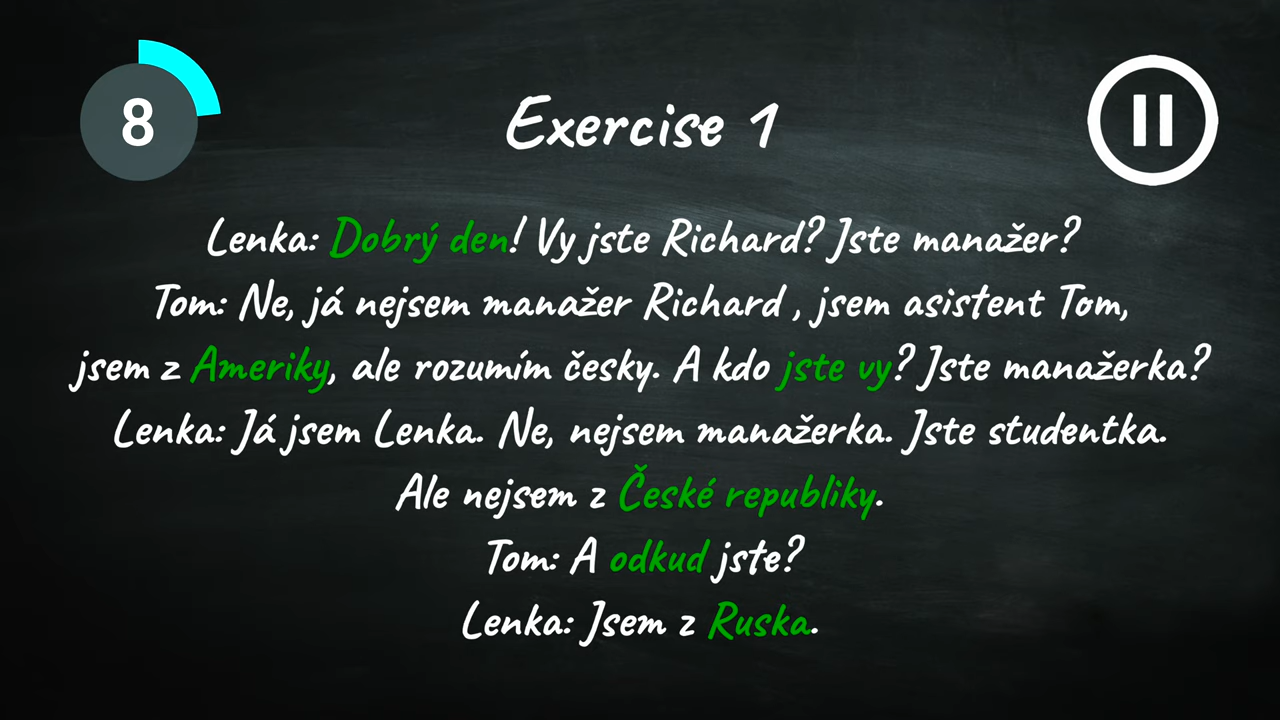 8
Exercise 1
Lenka: Dobrý den! Vy jste Richard? Jste manažer?
Tom: Ne, já nejsem manažer Richard , jsem asistent Tom,
jsem z Ameriky, ale rozumím česky. A kdo jste vy? Jste manažerka?
Lenka: Já jsem Lenka. Ne, nejsem manažerka. Jste studentka.
Ale nejsem z České republiky.
Tom: A odkud jste?
Lenka: Jsem z Ruska.